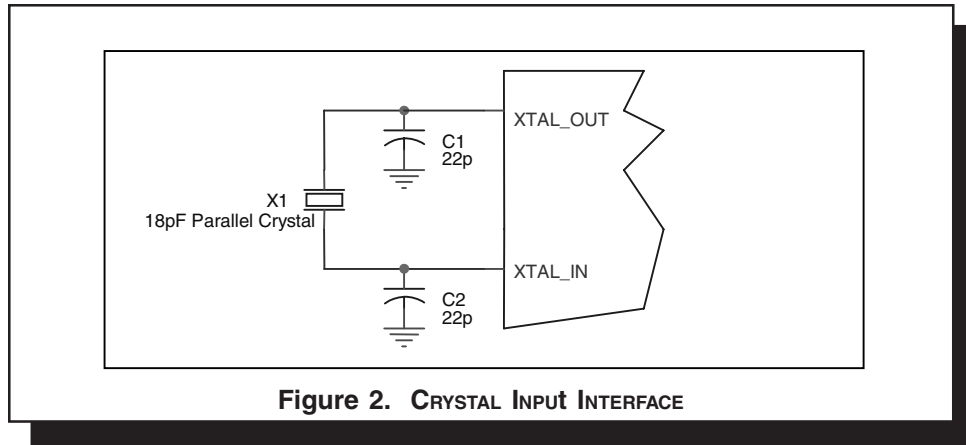 XTAL_OUT
C1
22p
X1
18pF Parallel Crystal
XTAL_IN
C2
22p
Figure 2. CRYSTAL INPUt INTERFACE